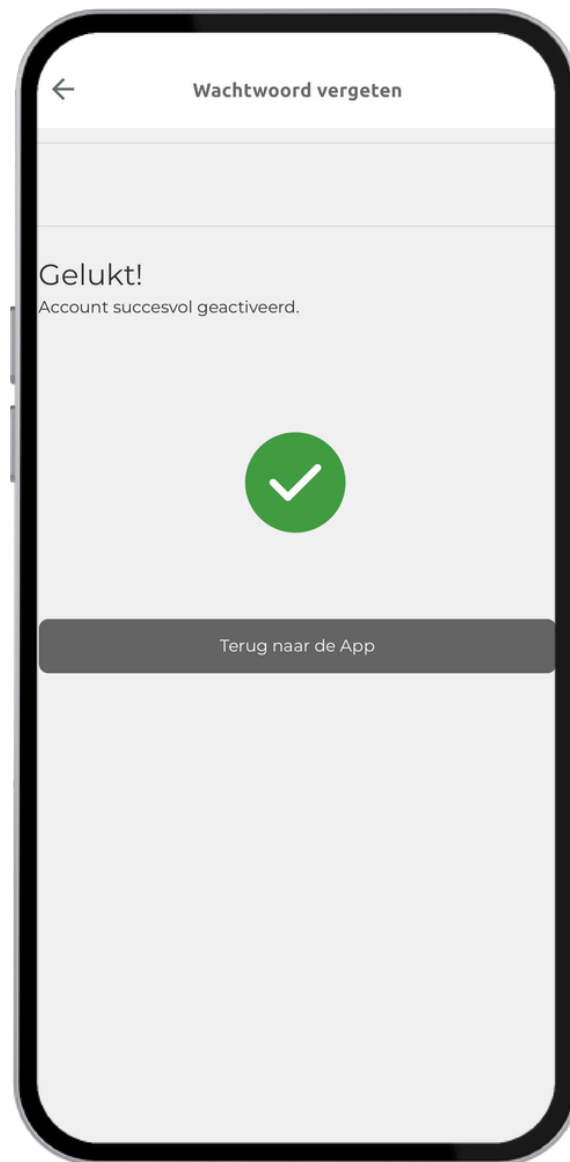 Wachtwoord vergeten
Gelukt!
Account succesvol geactiveerd.
Terug naar de App